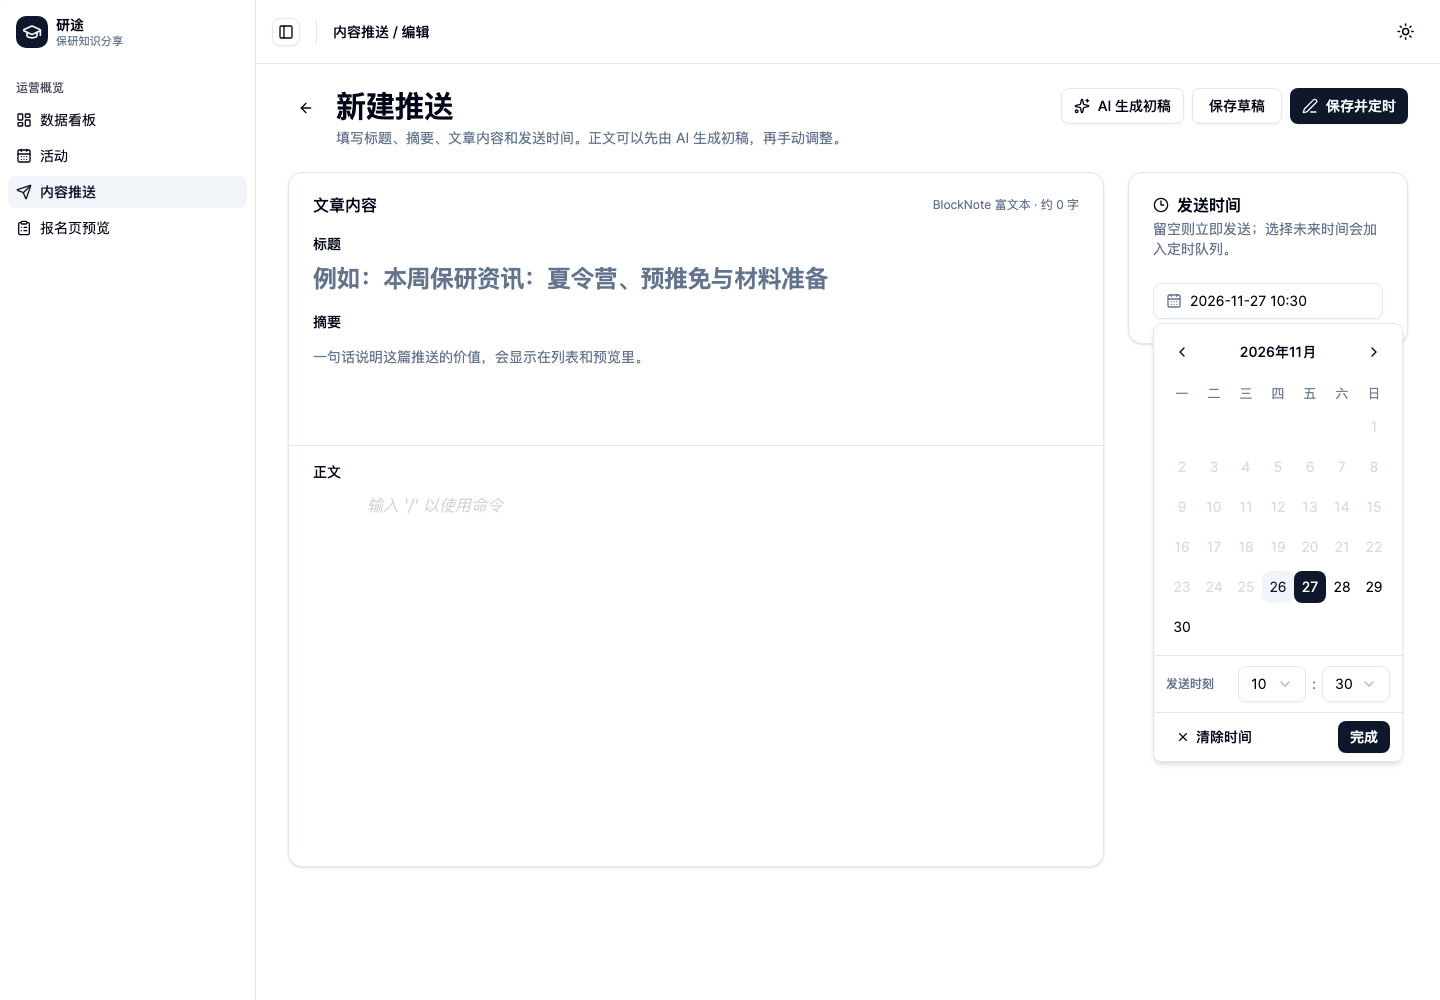 研途
保研知识分享
运营概览
数据看板
活动
内容推送
报名页预览
内容推送 / 编辑
新建推送
填写标题、摘要、文章内容和发送时间。正文可以先由 AI 生成初稿，再手动调整。
AI 生成初稿
保存草稿
保存并定时
文章内容
BlockNote 富文本 · 约 0 字
标题
例如：本周保研资讯：夏令营、预推免与材料准备
摘要
一句话说明这篇推送的价值，会显示在列表和预览里。
正文
输入 '/' 以使用命令
发送时间
留空则立即发送；选择未来时间会加
入定时队列。
2026-11-27 10:30
2026年11月
一 二 三 四 五 六 日
1
2 3 4 5 6 7 8
9 10 11 12 13 14 15
16 17 18 19 20 21 22
23 24 25 26 27 28 29
30
发送时刻 10 : 30
清除时间
完成